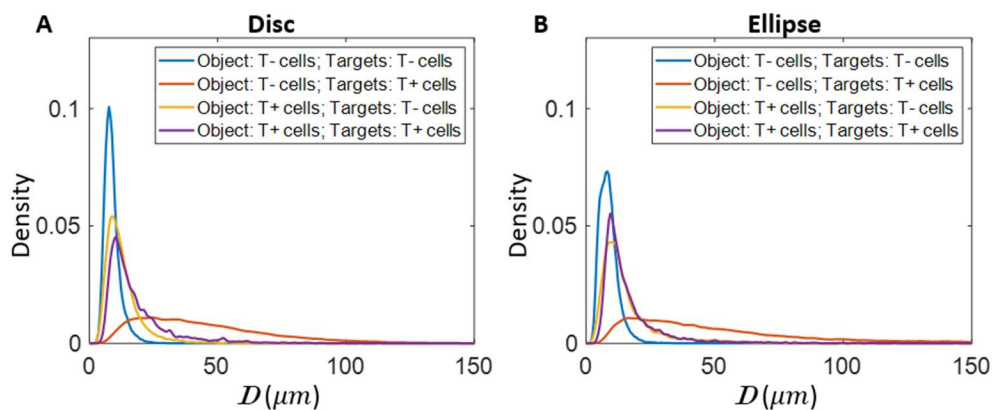 A Disc
Object: T- cells; Targets: T- cells
Object: T- cells; Targets: T+ cells
Object: T+ cells; Targets: T- cells
Object: T+ cells; Targets: T+ cells
0.1
0.05
0
Density
0 50 100 150
D (μm)
B Ellipse
Object: T- cells; Targets: T- cells
Object: T- cells; Targets: T+ cells
Object: T+ cells; Targets: T- cells
Object: T+ cells; Targets: T+ cells
0.1
0.05
0
Density
0 50 100 150
D (μm)